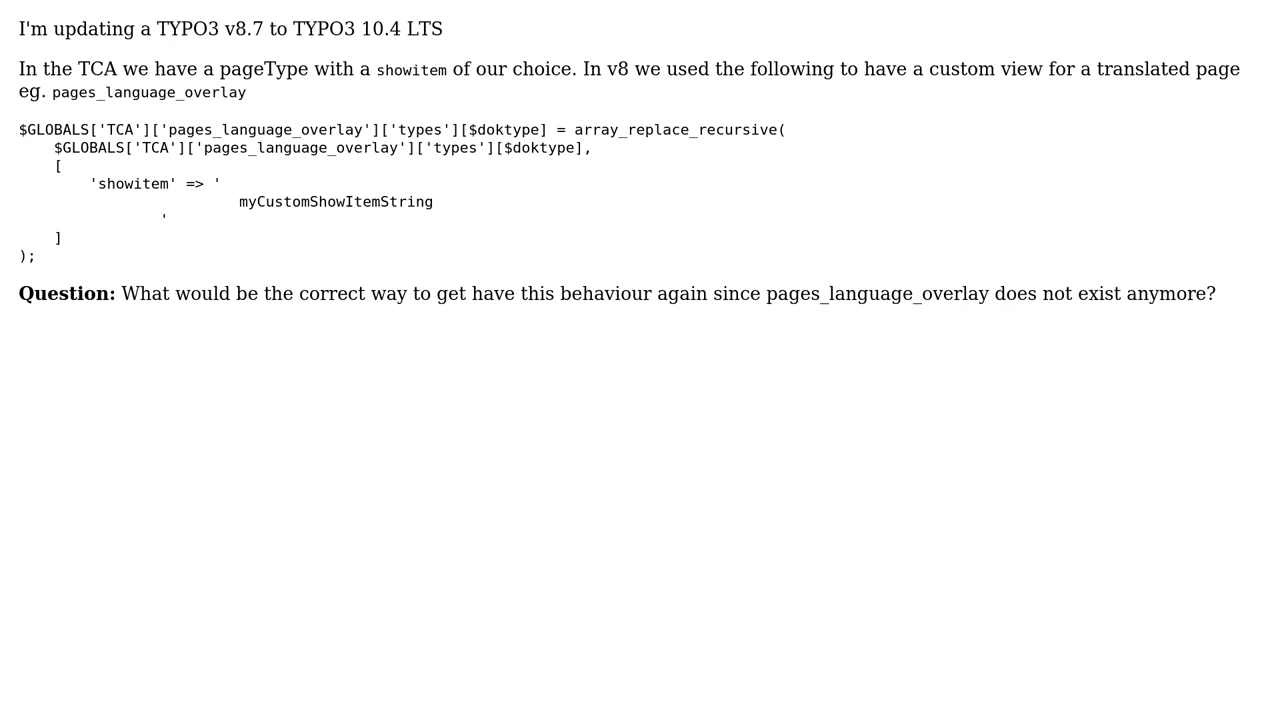 I'm updating a TYPO3 v8.7 to TYPO3 10.4 LTS
In the TCA we have a pageType with a showitem of our choice. In v8 we used the following to have a custom view for a translated page
eg. pages_language_overlay
$GLOBALS['TCA']['pages_language_overlay']['types'][$doktype] = array_replace_recursive(
    $GLOBALS['TCA']['pages_language_overlay']['types'][$doktype],
    [
        'showitem' => '
                         myCustomShowItemString
                '
    ]
);
Question: What would be the correct way to get have this behaviour again since pages_language_overlay does not exist anymore?